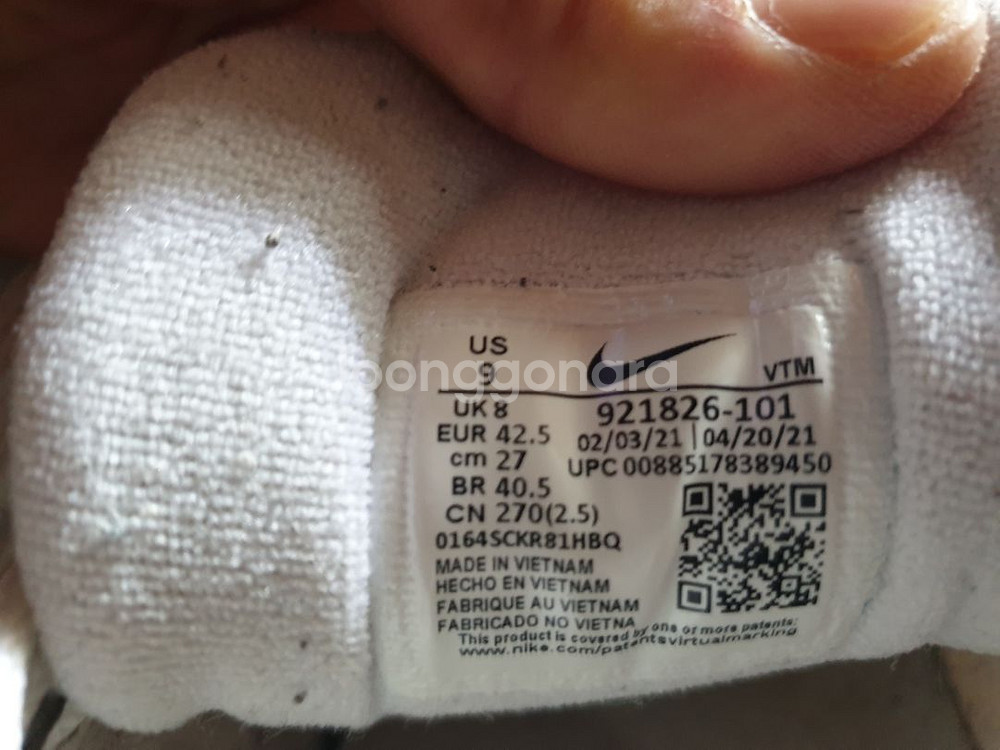 US
9
VTM
UK 8
EUR 42.5
cm 27
BR 40.5
CN 270(2.5)
0164SCKR81HBQ
921826-101
02/03/21 | 04/20/21
UPC 00885178389450
MADE IN VIETNAM
HECHO EN VIETNAM
FABRIQUE AU VIETNAM
FABRICADO NO VIETNA
This product is covered by one or more patents:
www.nike.com/patentsvirtualmarking